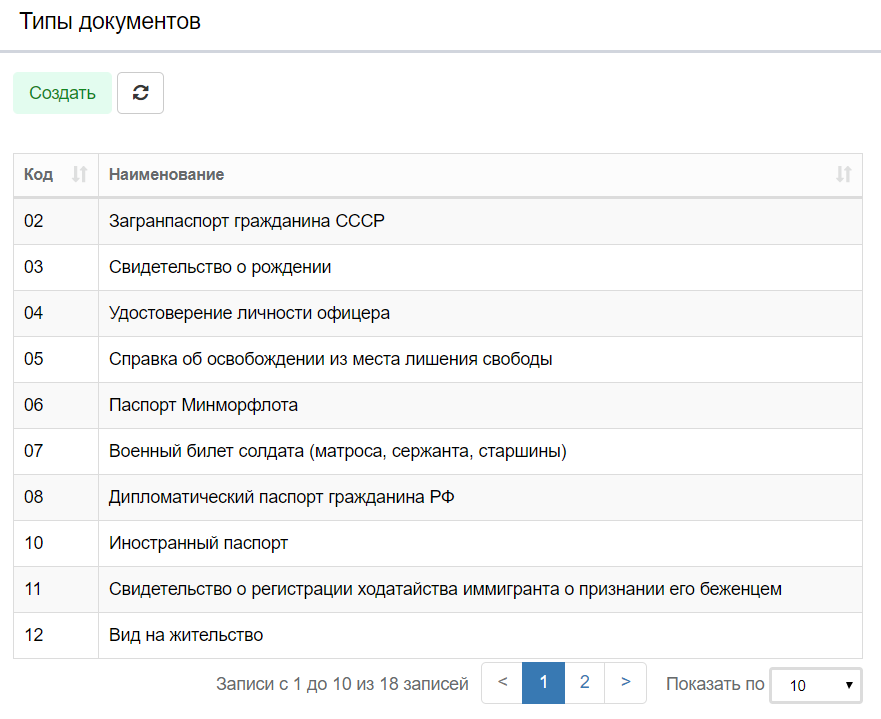 Типы документов
Создать
Код Наименование
02 Загранпаспорт гражданина СССР
03 Свидетельство о рождении
04 Удостоверение личности офицера
05 Справка об освобождении из места лишения свободы
06 Паспорт Минморфлота
07 Военный билет солдата (матроса, сержанта, старшины)
08 Дипломатический паспорт гражданина РФ
10 Иностранный паспорт
11 Свидетельство о регистрации ходатайства иммигранта о признании его беженцем
12 Вид на жительство
Записи с 1 до 10 из 18 записей < 1 2 > Показать по 10